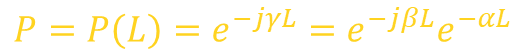 P = P(L) = e^{-jγL} = e^{-jβL}e^{-αL}